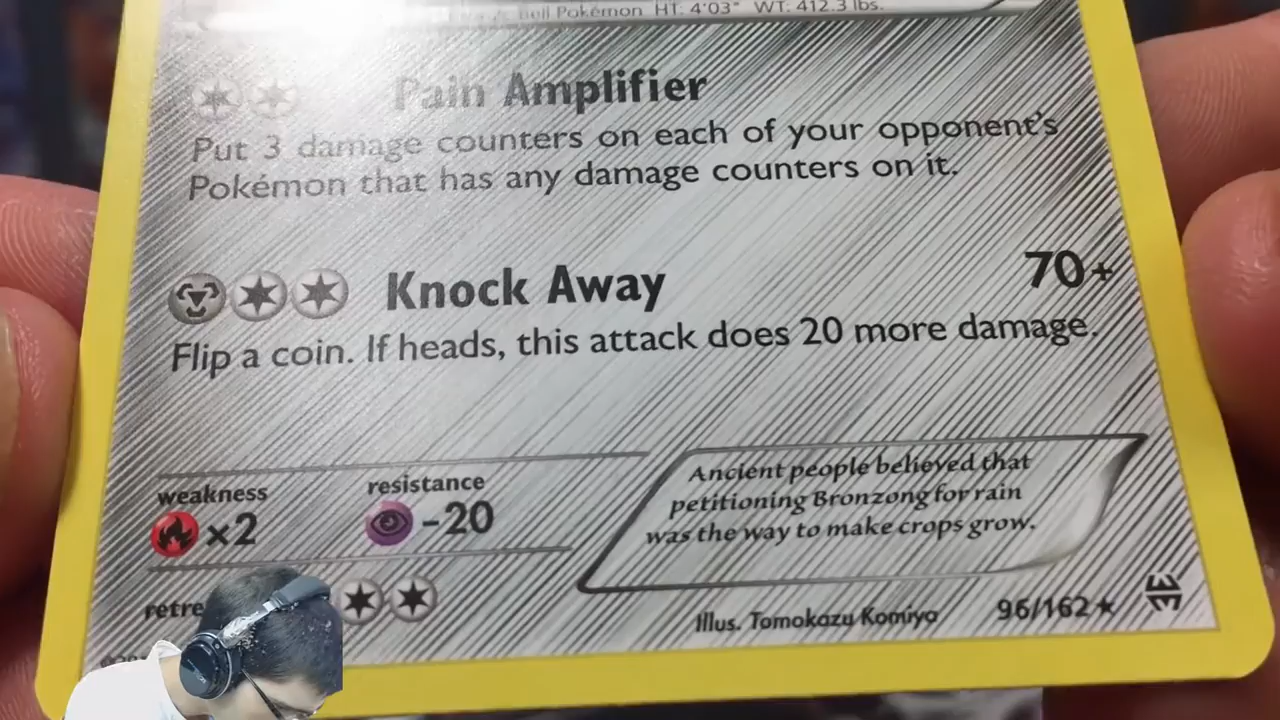 Bell Pokémon HT: 4'03" WT: 412.3 lbs.
Pain Amplifier
Put 3 damage counters on each of your opponent's
Pokémon that has any damage counters on it.
Knock Away 70+
Flip a coin. If heads, this attack does 20 more damage.
weakness
×2
resistance
-20
Ancient people believed that
petitioning Bronzong for rain
was the way to make crops grow.
retre
Illus. Tomokazu Komiya
96/162